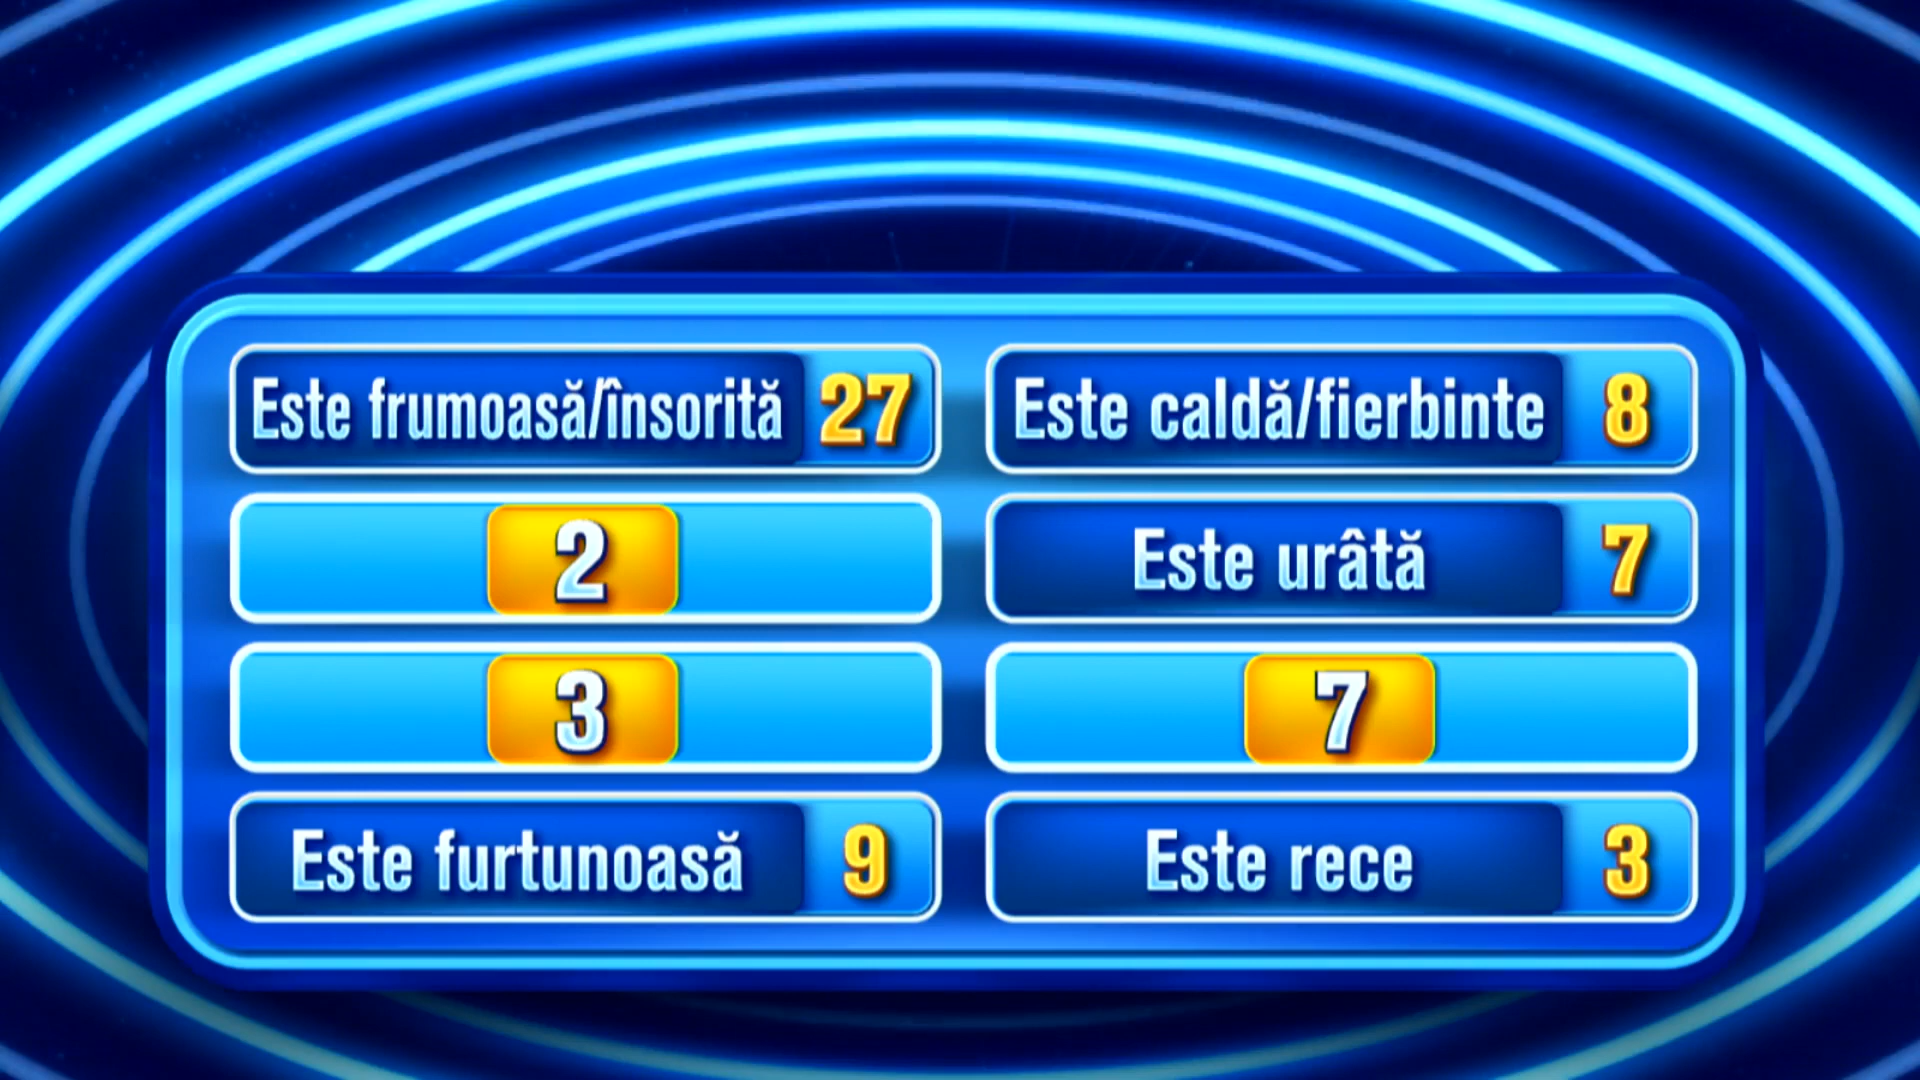 Este frumoasă/însorită 27
2
3
Este furtunoasă 9
Este caldă/fierbinte 8
Este urâtă 7
7
Este rece 3